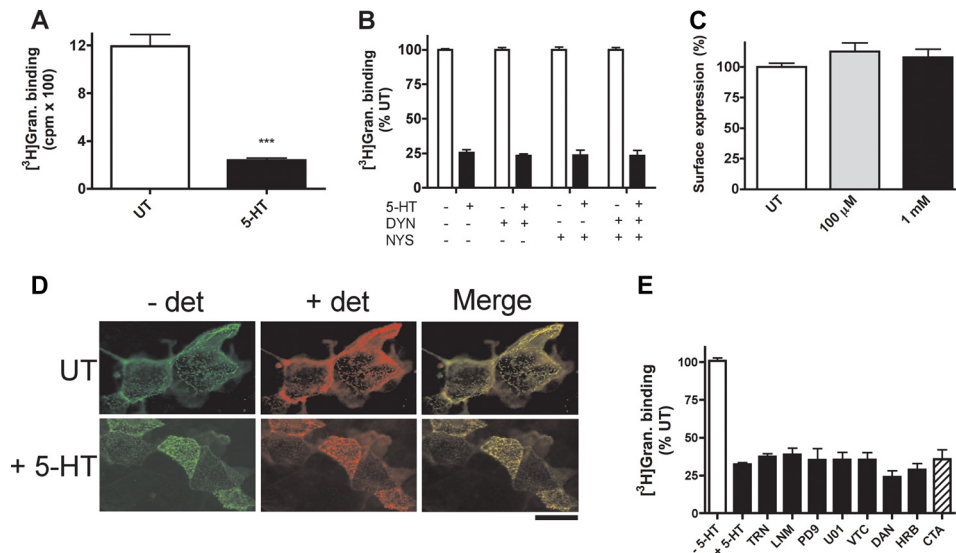 A
[³H]Gran. binding
(cpm x 100)
12
8
4
0
***
UT
5-HT
B
[³H]Gran. binding
(% UT)
100
75
50
25
0
5-HT - + - + - + - +
DYN - - + + - - + +
NYS - - - - + + + +
C
Surface expression (%)
100
75
50
25
0
UT
100 μM
1 mM
D
- det
+ det
Merge
UT
+ 5-HT
E
[³H]Gran. binding
(% UT)
100
75
50
25
0
- 5-HT
+ 5-HT
TRN
LNM
PD9
U01
VTC
DAN
HRB
CTA